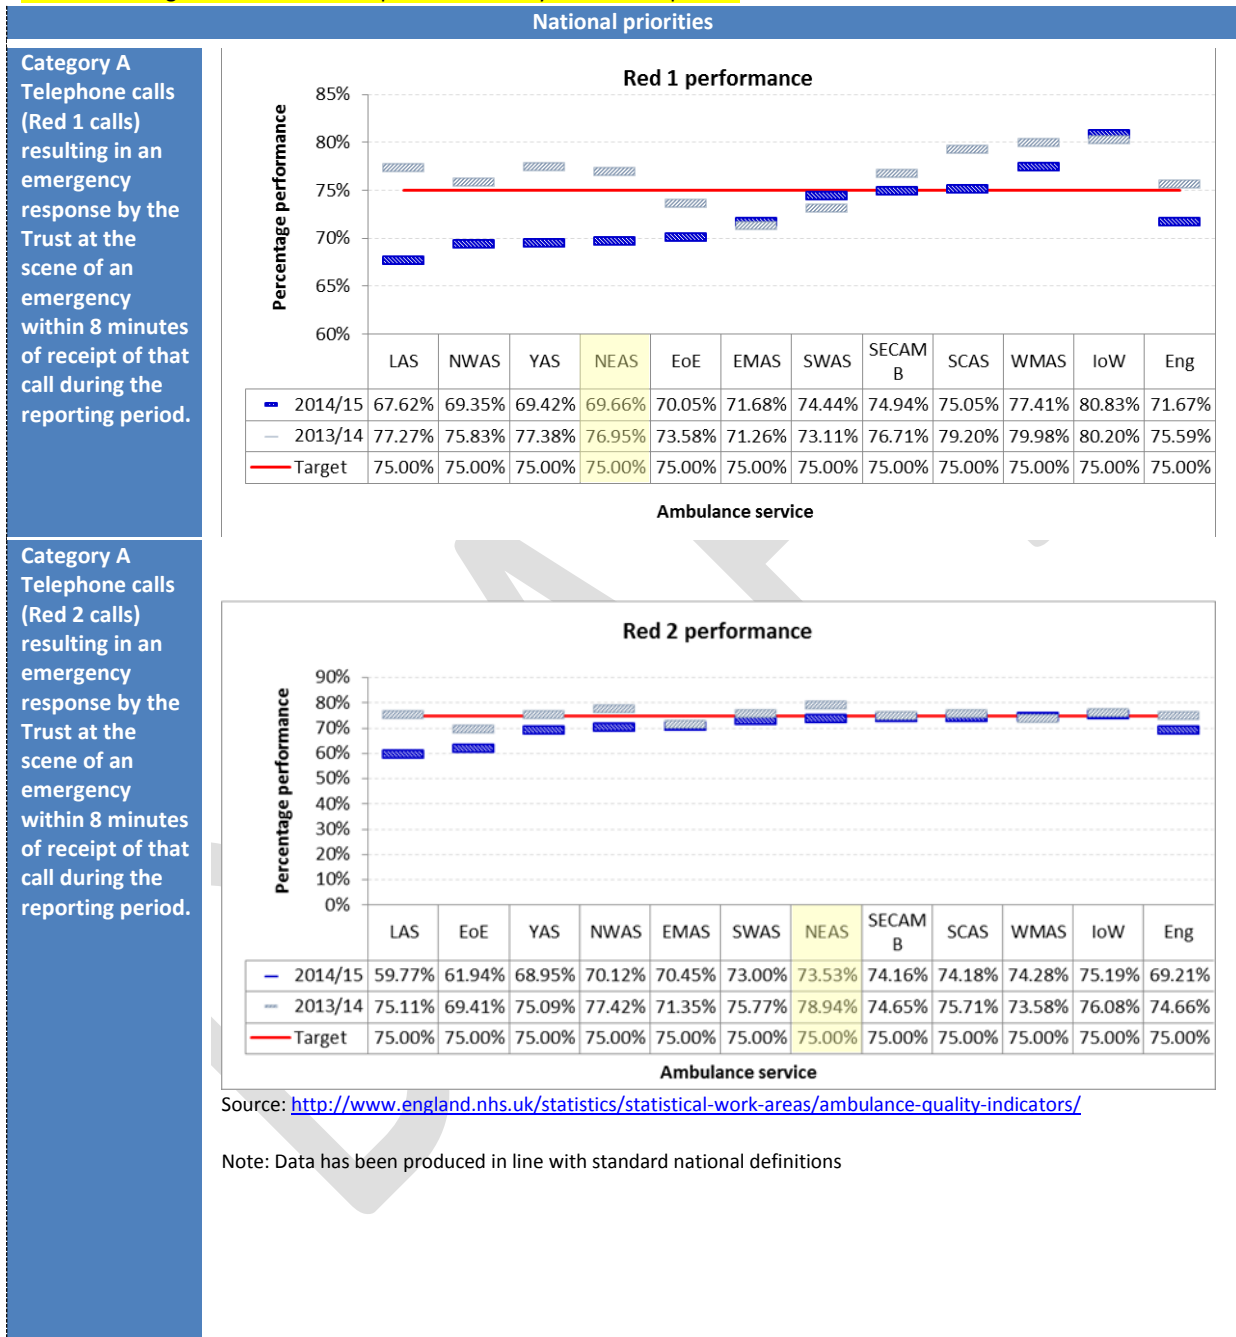 National priorities
Category A
Telephone calls
(Red 1 calls)
resulting in an
emergency
response by the
Trust at the
scene of an
emergency
within 8 minutes
of receipt of that
call during the
reporting period.
Red 1 performance
Percentage performance
85%
80%
75%
70%
65%
60%
LAS NWAS YAS NEAS EoE EMAS SWAS SECAM B SCAS WMAS IoW Eng
2014/15 67.62% 69.35% 69.42% 69.66% 70.05% 71.68% 74.44% 74.94% 75.05% 77.41% 80.83% 71.67%
2013/14 77.27% 75.83% 77.38% 76.95% 73.58% 71.26% 73.11% 76.71% 79.20% 79.98% 80.20% 75.59%
Target 75.00% 75.00% 75.00% 75.00% 75.00% 75.00% 75.00% 75.00% 75.00% 75.00% 75.00% 75.00%
Ambulance service
Category A
Telephone calls
(Red 2 calls)
resulting in an
emergency
response by the
Trust at the
scene of an
emergency
within 8 minutes
of receipt of that
call during the
reporting period.
Red 2 performance
Percentage performance
90%
80%
70%
60%
50%
40%
30%
20%
10%
0%
LAS EoE YAS NWAS EMAS SWAS NEAS SECAM B SCAS WMAS IoW Eng
2014/15 59.77% 61.94% 68.95% 70.12% 70.45% 73.00% 73.53% 74.16% 74.18% 74.28% 75.19% 69.21%
2013/14 75.11% 69.41% 75.09% 77.42% 71.35% 75.77% 78.94% 74.65% 75.71% 73.58% 76.08% 74.66%
Target 75.00% 75.00% 75.00% 75.00% 75.00% 75.00% 75.00% 75.00% 75.00% 75.00% 75.00% 75.00%
Ambulance service
Source: http://www.england.nhs.uk/statistics/statistical-work-areas/ambulance-quality-indicators/
Note: Data has been produced in line with standard national definitions